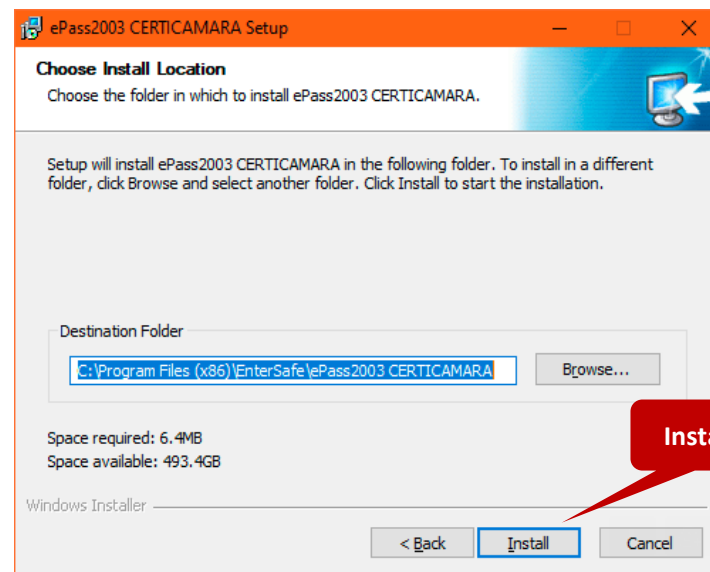 ePass2003 CERTICAMARA Setup
Choose Install Location
Choose the folder in which to install ePass2003 CERTICAMARA.
Setup will install ePass2003 CERTICAMARA in the following folder. To install in a different
folder, click Browse and select another folder. Click Install to start the installation.
Destination Folder
C:\Program Files (x86)\EnterSafe\ePass2003 CERTICAMARA
Browse...
Space required: 6.4MB
Space available: 493.4GB
Windows Installer
< Back
Install
Cancel